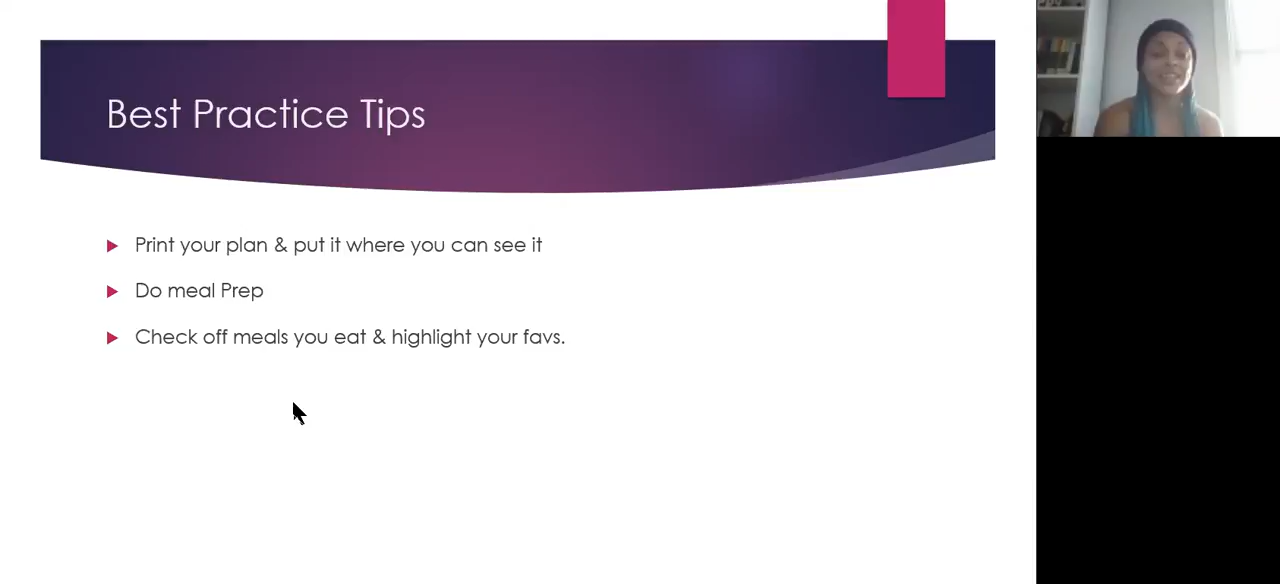 Best Practice Tips
Print your plan & put it where you can see it
Do meal Prep
Check off meals you eat & highlight your favs.